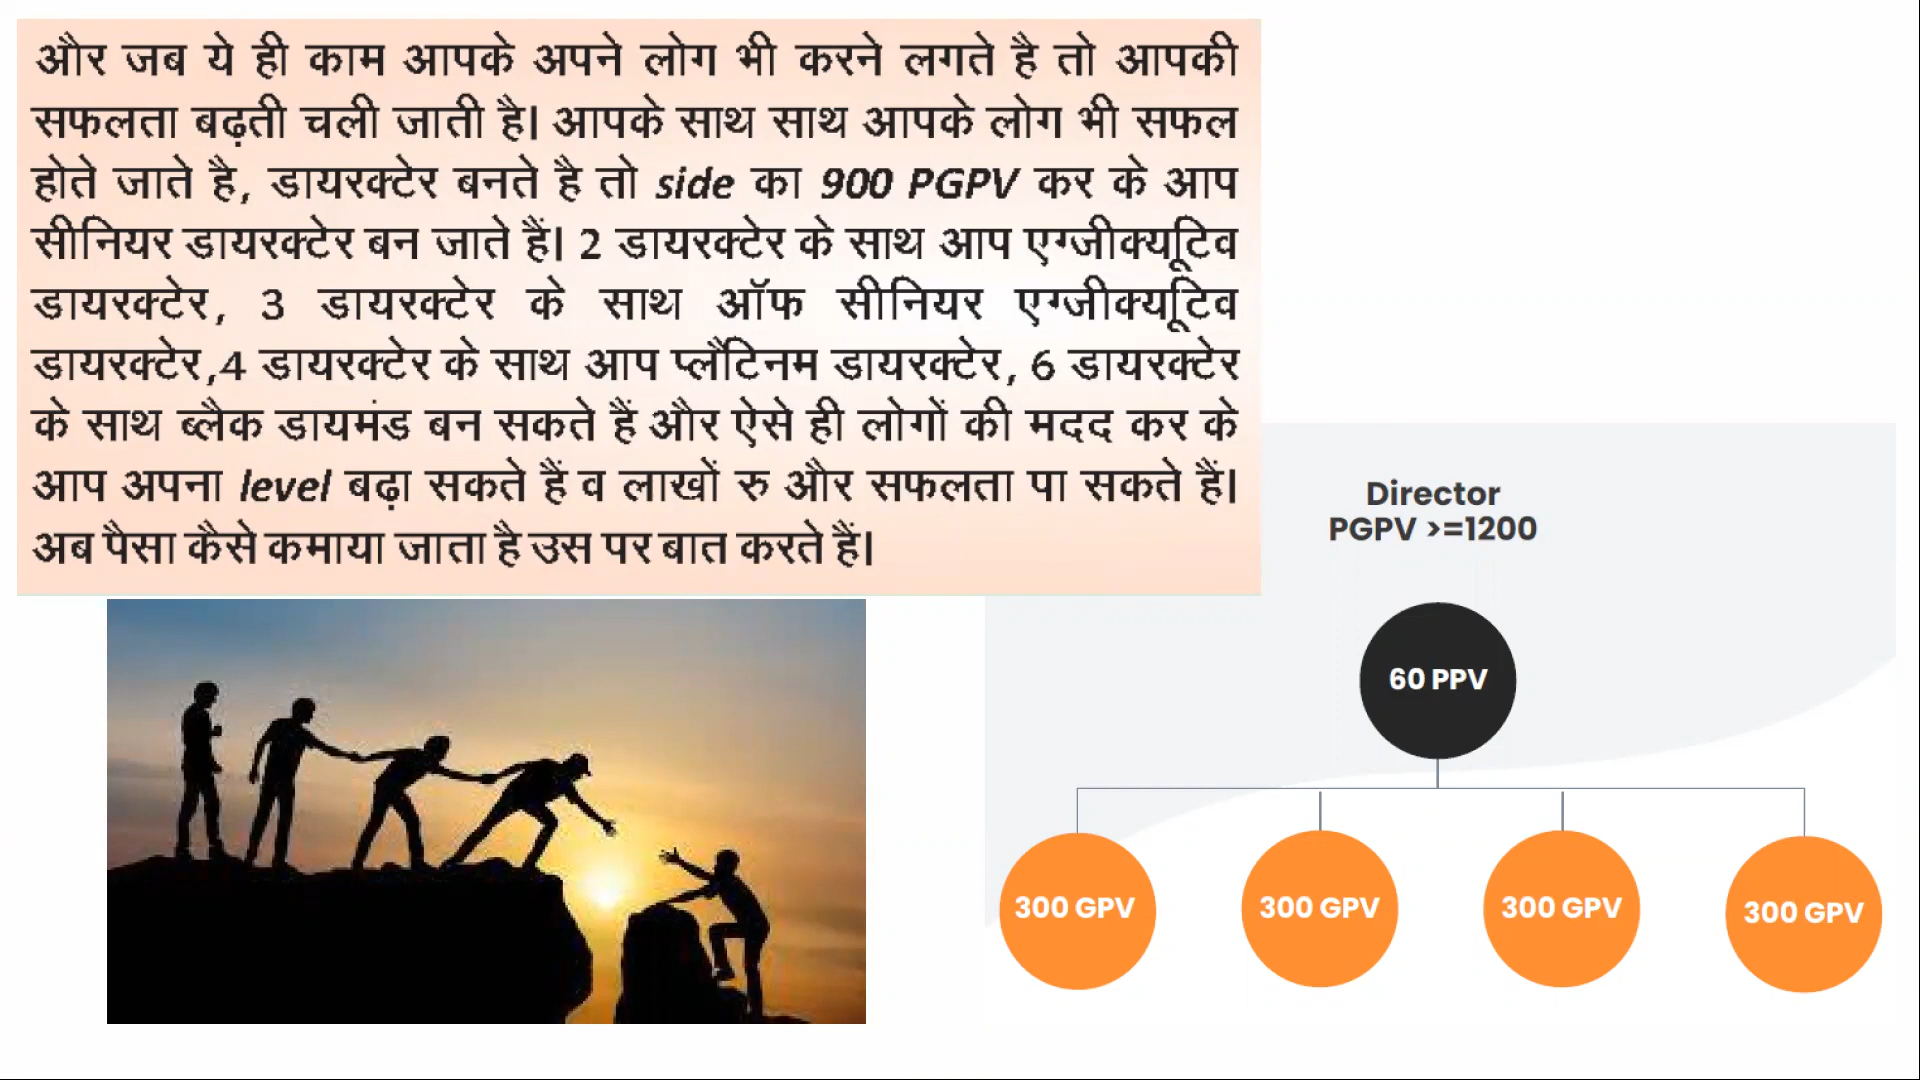 और जब ये ही काम आपके अपने लोग भी करने लगते है तो आपकी
सफलता बढ़ती चली जाती है| आपके साथ साथ आपके लोग भी सफल
होते जाते है, डायरक्टेर बनते है तो side का 900 PGPV कर के आप
सीनियर डायरक्टेर बन जाते हैं| 2 डायरक्टेर के साथ आप एग्जीक्यूटिव
डायरक्टेर, 3 डायरक्टेर के साथ ऑफ सीनियर एग्जीक्यूटिव
डायरक्टेर,4 डायरक्टेर के साथ आप प्लैंटिनम डायरक्टेर, 6 डायरक्टेर
के साथ ब्लैक डायमंड बन सकते हैं और ऐसे ही लोगों की मदद कर के
आप अपना level बढ़ा सकते हैं व लाखों रु और सफलता पा सकते हैं|
अब पैसा कैसे कमाया जाता है उस पर बात करते हैं|
Director
PGPV >=1200
60 PPV
300 GPV
300 GPV
300 GPV
300 GPV